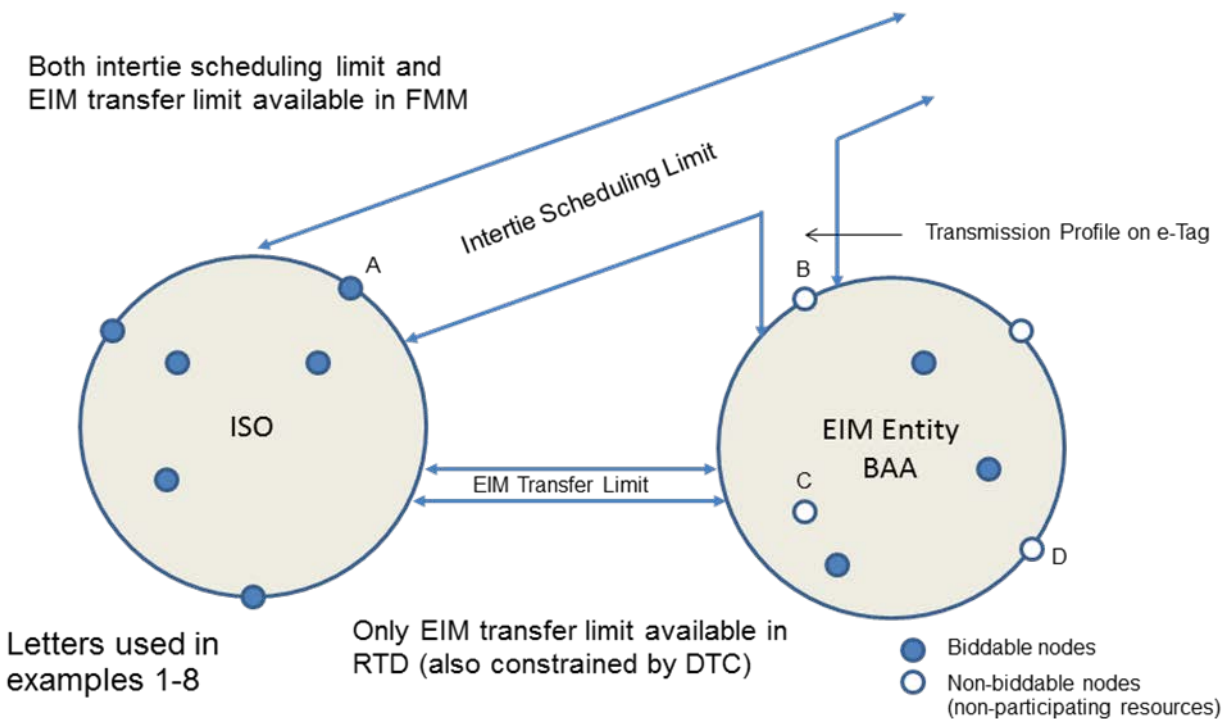 Both intertie scheduling limit and
EIM transfer limit available in FMM
Intertie Scheduling Limit
Transmission Profile on e-Tag
A
B
ISO
EIM Entity
BAA
EIM Transfer Limit
C
D
Letters used in
examples 1-8
Only EIM transfer limit available in
RTD (also constrained by DTC)
Biddable nodes
Non-biddable nodes
(non-participating resources)